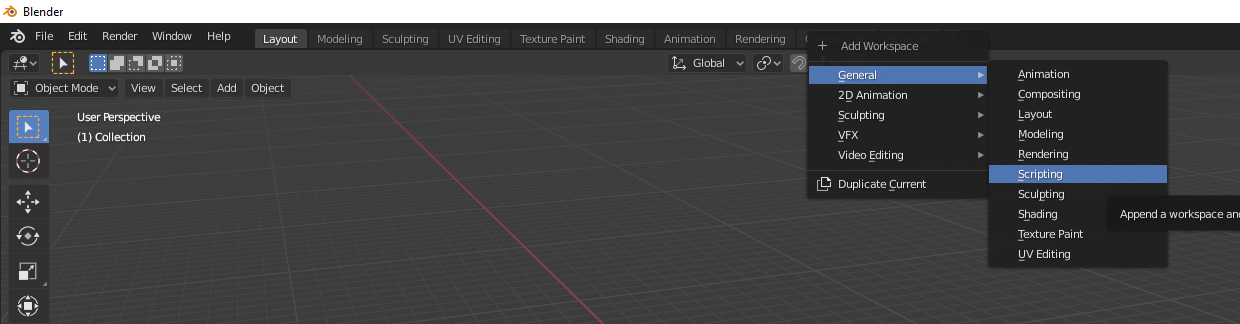 Blender
File Edit Render Window Help Layout Modeling Sculpting UV Editing Texture Paint Shading Animation Rendering
Global
Object Mode View Select Add Object
User Perspective
(1) Collection
Add Workspace
General
2D Animation
Sculpting
VFX
Video Editing
Duplicate Current
Animation
Compositing
Layout
Modeling
Rendering
Scripting
Sculpting
Shading
Texture Paint
UV Editing
Append a workspace and